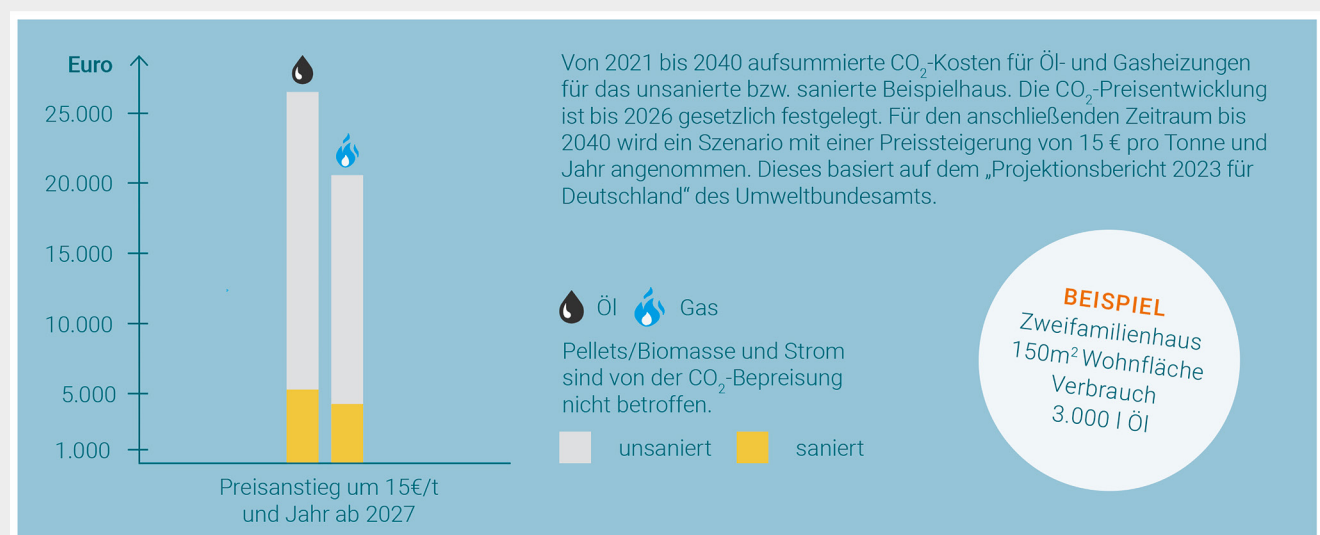 Euro
25.000
20.000
15.000
10.000
5.000
1.000
Preisanstieg um 15€/t
und Jahr ab 2027
Von 2021 bis 2040 aufsummierte CO₂-Kosten für Öl- und Gasheizungen
für das unsanierte bzw. sanierte Beispielhaus. Die CO₂-Preisentwicklung
ist bis 2026 gesetzlich festgelegt. Für den anschließenden Zeitraum bis
2040 wird ein Szenario mit einer Preissteigerung von 15 € pro Tonne und
Jahr angenommen. Dieses basiert auf dem „Projektionsbericht 2023 für
Deutschland“ des Umweltbundesamts.
Öl Gas
Pellets/Biomasse und Strom
sind von der CO₂-Bepreisung
nicht betroffen.
unsaniert saniert
BEISPIEL
Zweifamilienhaus
150m² Wohnfläche
Verbrauch
3.000 l Öl